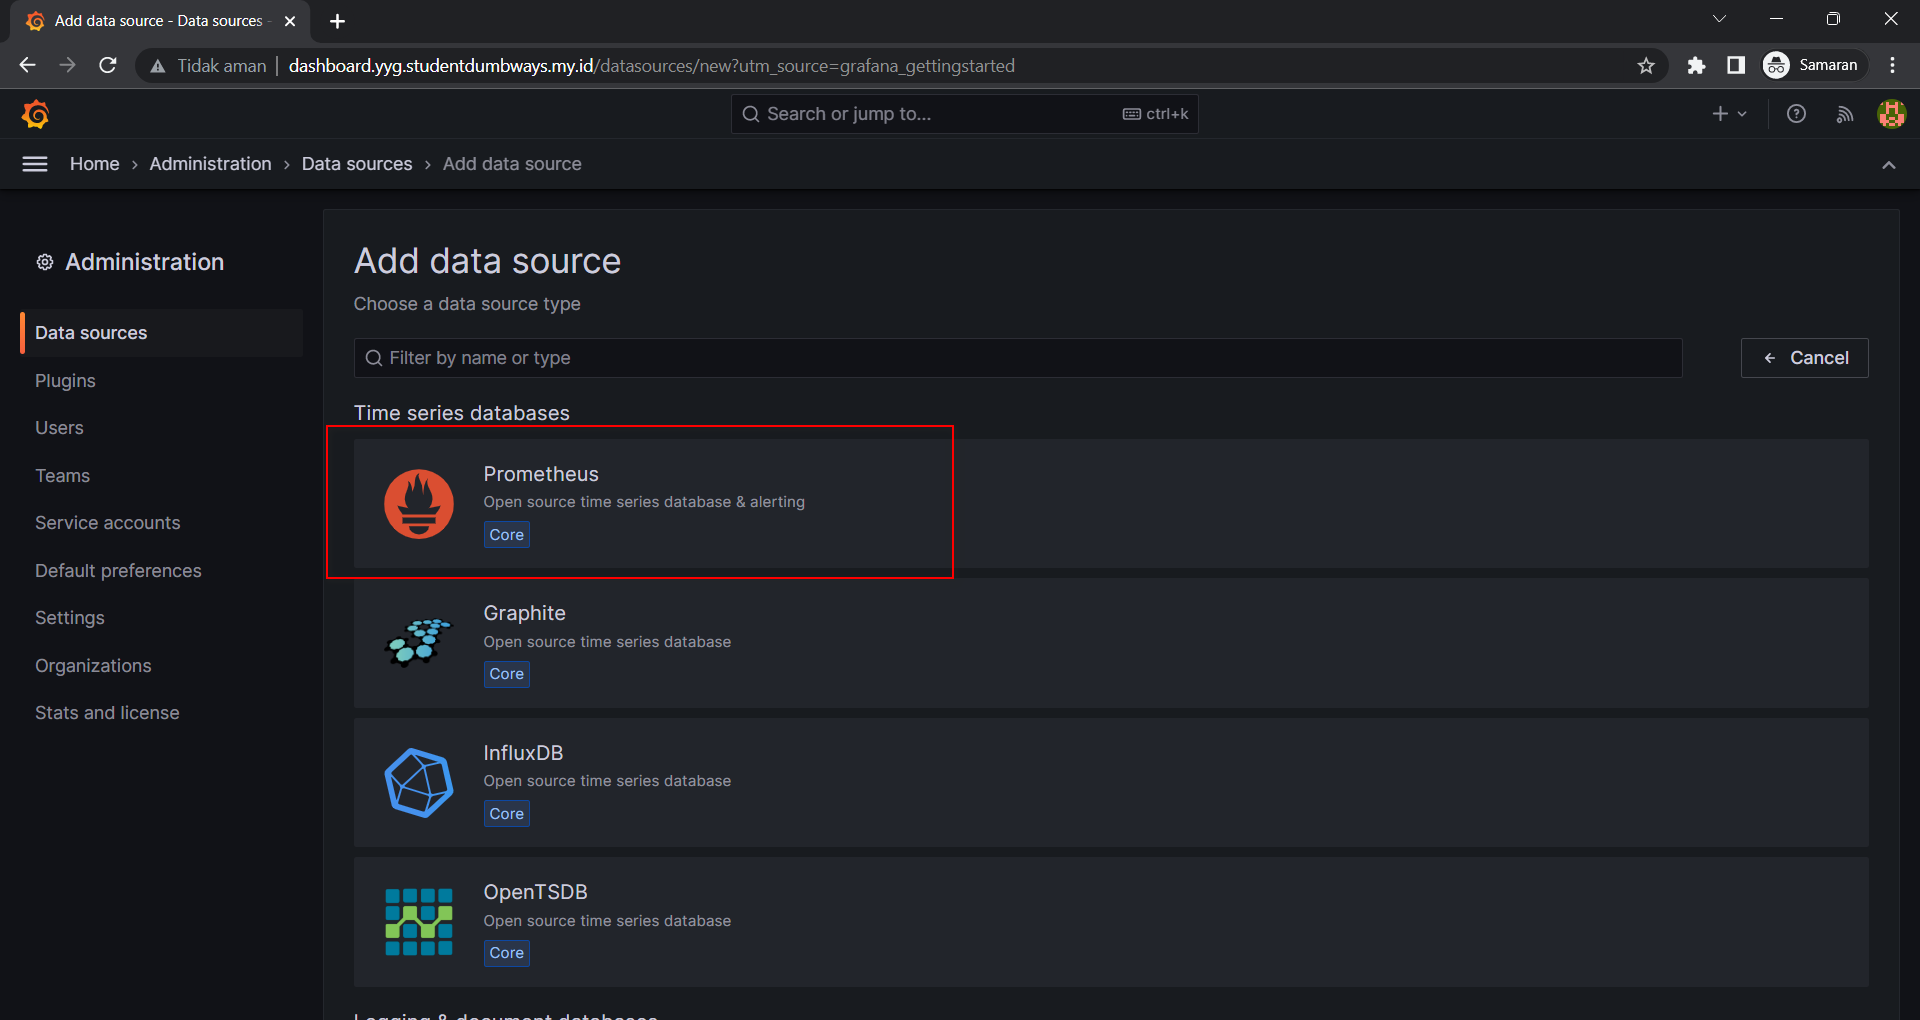 Add data source - Data sources -
Tidak aman
dashboard.yyg.studentdumbways.my.id/datasources/new?utm_source=grafana_gettingstarted
Samaran
Search or jump to...
ctrl+k
Home › Administration › Data sources › Add data source
Administration
Data sources
Plugins
Users
Teams
Service accounts
Default preferences
Settings
Organizations
Stats and license
Add data source
Choose a data source type
Filter by name or type
Cancel
Time series databases
Prometheus
Open source time series database & alerting
Core
Graphite
Open source time series database
Core
InfluxDB
Open source time series database
Core
OpenTSDB
Open source time series database
Core
Logging & document databases